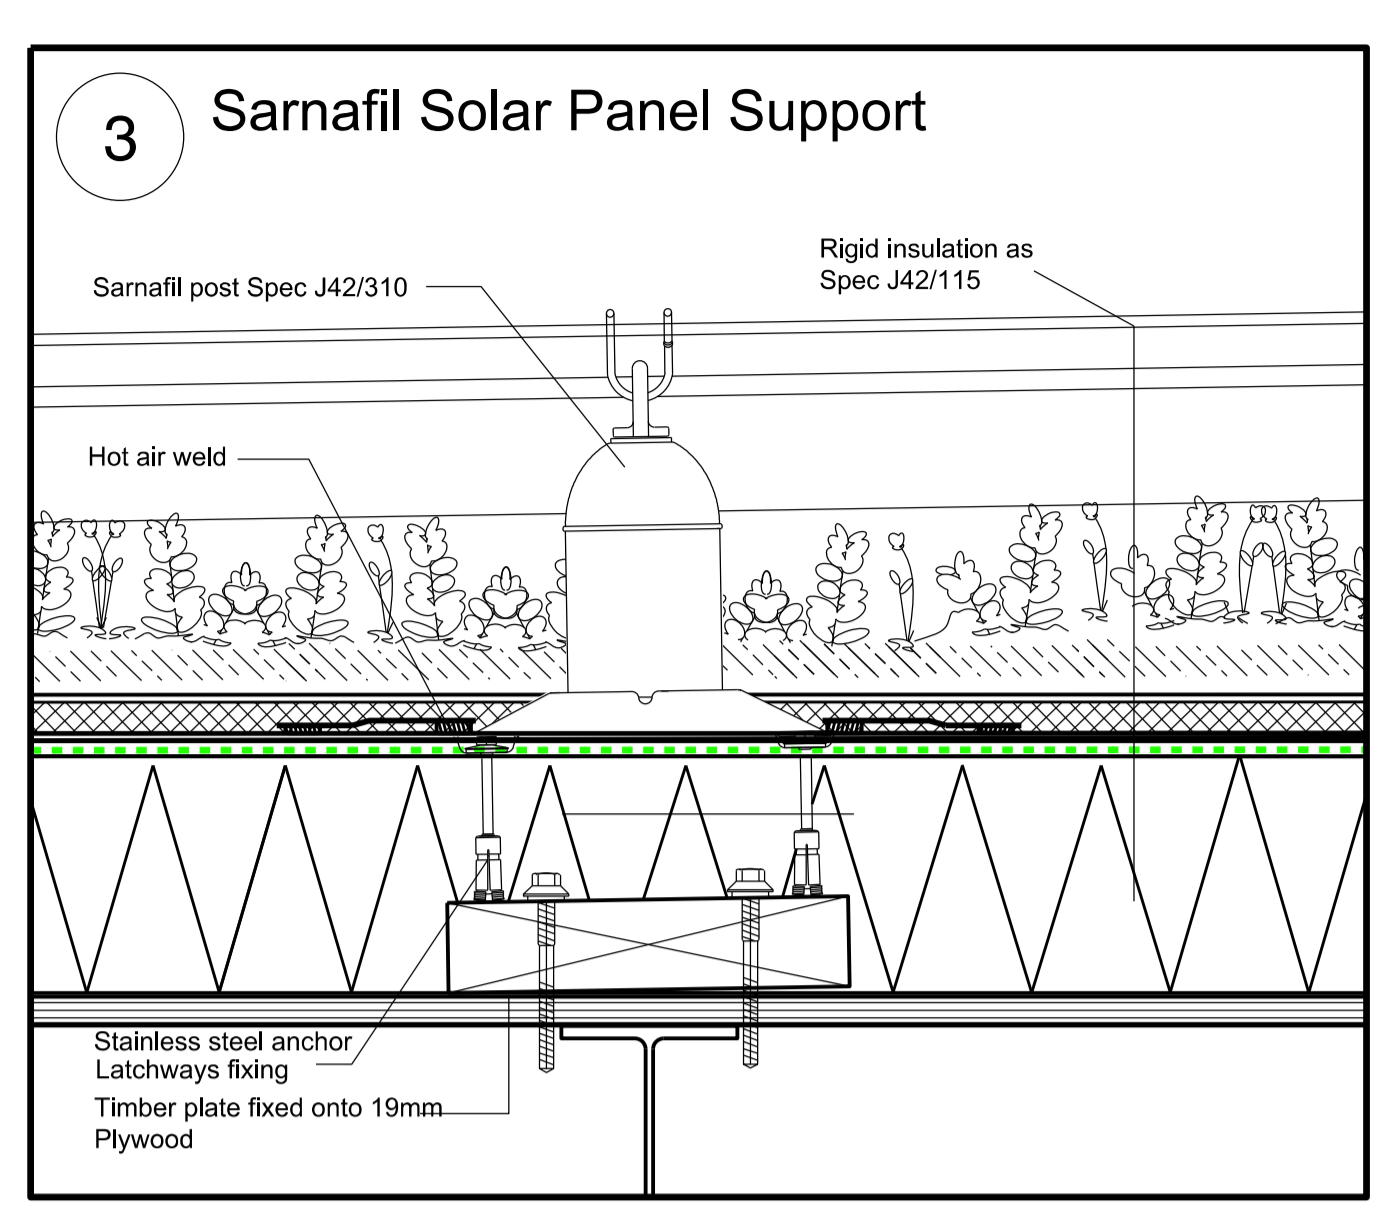 3
Sarnafil Solar Panel Support
Rigid insulation as
Spec J42/115
Sarnafil post Spec J42/310
Hot air weld
Stainless steel anchor
Latchways fixing
Timber plate fixed onto 19mm
Plywood